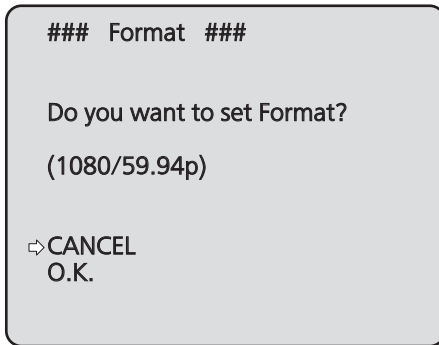 ### Format ###
Do you want to set Format?
(1080/59.94p)
⇨CANCEL
O.K.